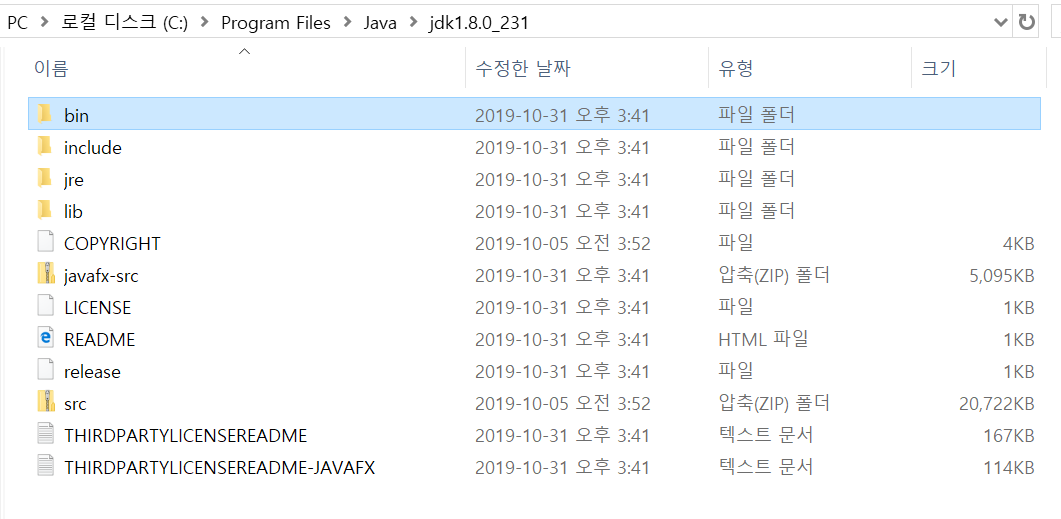 PC > 로컬 디스크 (C:) > Program Files > Java > jdk1.8.0_231
이름 수정한 날짜 유형 크기
bin 2019-10-31 오후 3:41 파일 폴더
include 2019-10-31 오후 3:41 파일 폴더
jre 2019-10-31 오후 3:41 파일 폴더
lib 2019-10-31 오후 3:41 파일 폴더
COPYRIGHT 2019-10-05 오전 3:52 파일 4KB
javafx-src 2019-10-31 오후 3:41 압축(ZIP) 폴더 5,095KB
LICENSE 2019-10-31 오후 3:41 파일 1KB
README 2019-10-31 오후 3:41 HTML 파일 1KB
release 2019-10-31 오후 3:41 파일 1KB
src 2019-10-05 오전 3:52 압축(ZIP) 폴더 20,722KB
THIRDPARTYLICENSEREADME 2019-10-31 오후 3:41 텍스트 문서 167KB
THIRDPARTYLICENSEREADME-JAVAFX 2019-10-31 오후 3:41 텍스트 문서 114KB